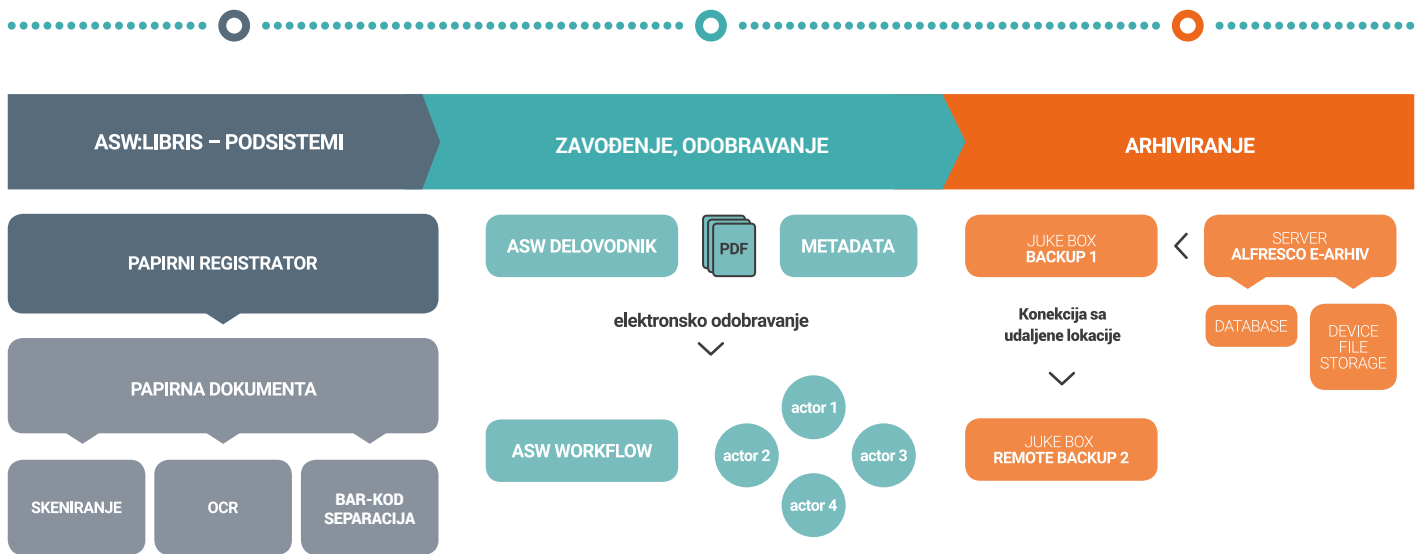 ASW:LIBRIS – PODSISTEMI
ZAVOĐENJE, ODOBRAVANJE
ARHIVIRANJE
PAPIRNI REGISTRATOR
PAPIRNA DOKUMENTA
SKENIRANJE
OCR
BAR-KOD
SEPARACIJA
ASW DELOVODNIK
PDF
METADATA
elektronsko odobravanje
ASW WORKFLOW
actor 1
actor 2
actor 3
actor 4
JUKE BOX
BACKUP 1
SERVER
ALFRESCO E-ARHIV
DATABASE
DEVICE
FILE
STORAGE
Konekcija sa
udaljene lokacije
JUKE BOX
REMOTE BACKUP 2